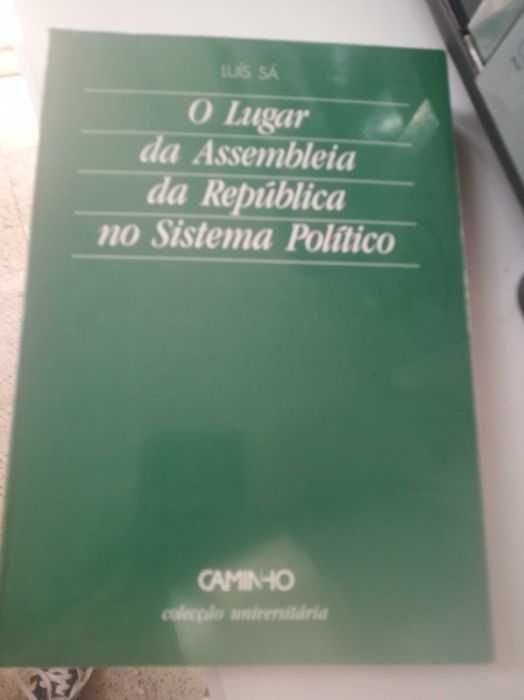 LUÍS SÁ
O Lugar
da Assembleia
da República
no Sistema Político
CAMINHO
colecção universitária